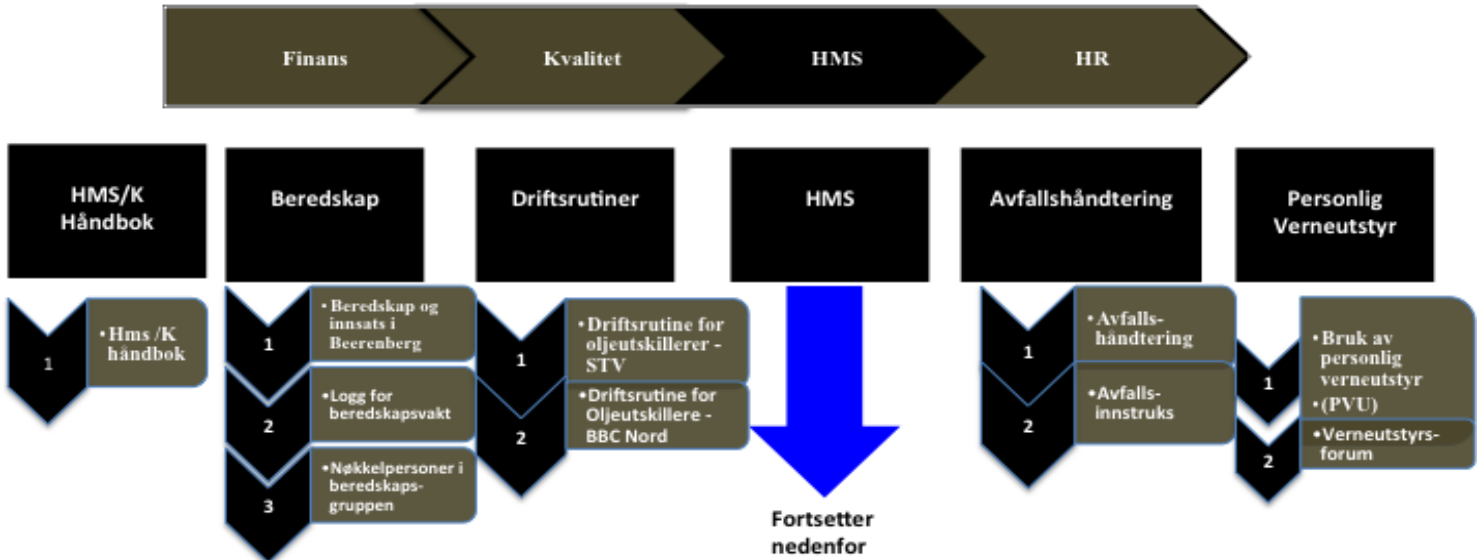 Finans
Kvalitet
HMS
HR
HMS/K
Håndbok
1
•Hms /K
håndbok
Beredskap
1
•Beredskap og
innsats i
Beerenberg
2
•Logg for
beredskapsvakt
3
•Nøkkelpersoner i
beredskaps-
gruppen
Driftsrutiner
1
•Driftsrutine for
oljeutskillerer -
STV
2
•Driftsrutine for
Oljeutskillere -
BBC Nord
HMS
Fortsetter
nedenfor
Avfallshåndtering
1
•Avfalls-
håndtering
2
•Avfalls-
innstruks
Personlig
Verneutstyr
1
•Bruk av
personlig
verneutstyr
•(PVU)
2
•Verneutstyrs-
forum